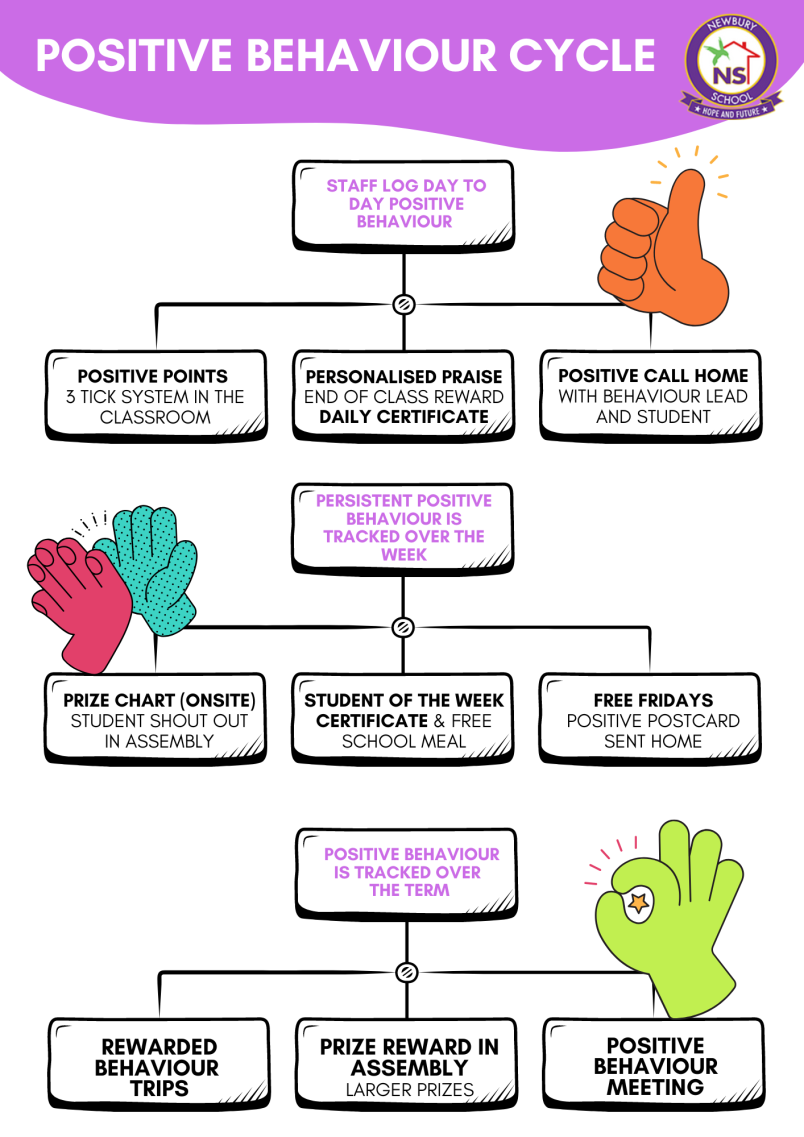 POSITIVE BEHAVIOUR CYCLE
NEWBURY
NS
SCHOOL
★ HOPE AND FUTURE ★
STAFF LOG DAY TO
DAY POSITIVE
BEHAVIOUR
POSITIVE POINTS
3 TICK SYSTEM IN THE
CLASSROOM
PERSONALISED PRAISE
END OF CLASS REWARD
DAILY CERTIFICATE
POSITIVE CALL HOME
WITH BEHAVIOUR LEAD
AND STUDENT
PERSISTENT POSITIVE
BEHAVIOUR IS
TRACKED OVER THE
WEEK
PRIZE CHART (ONSITE)
STUDENT SHOUT OUT
IN ASSEMBLY
STUDENT OF THE WEEK
CERTIFICATE & FREE
SCHOOL MEAL
FREE FRIDAYS
POSITIVE POSTCARD
SENT HOME
POSITIVE BEHAVIOUR
IS TRACKED OVER
THE TERM
REWARDED
BEHAVIOUR
TRIPS
PRIZE REWARD IN
ASSEMBLY
LARGER PRIZES
POSITIVE
BEHAVIOUR
MEETING